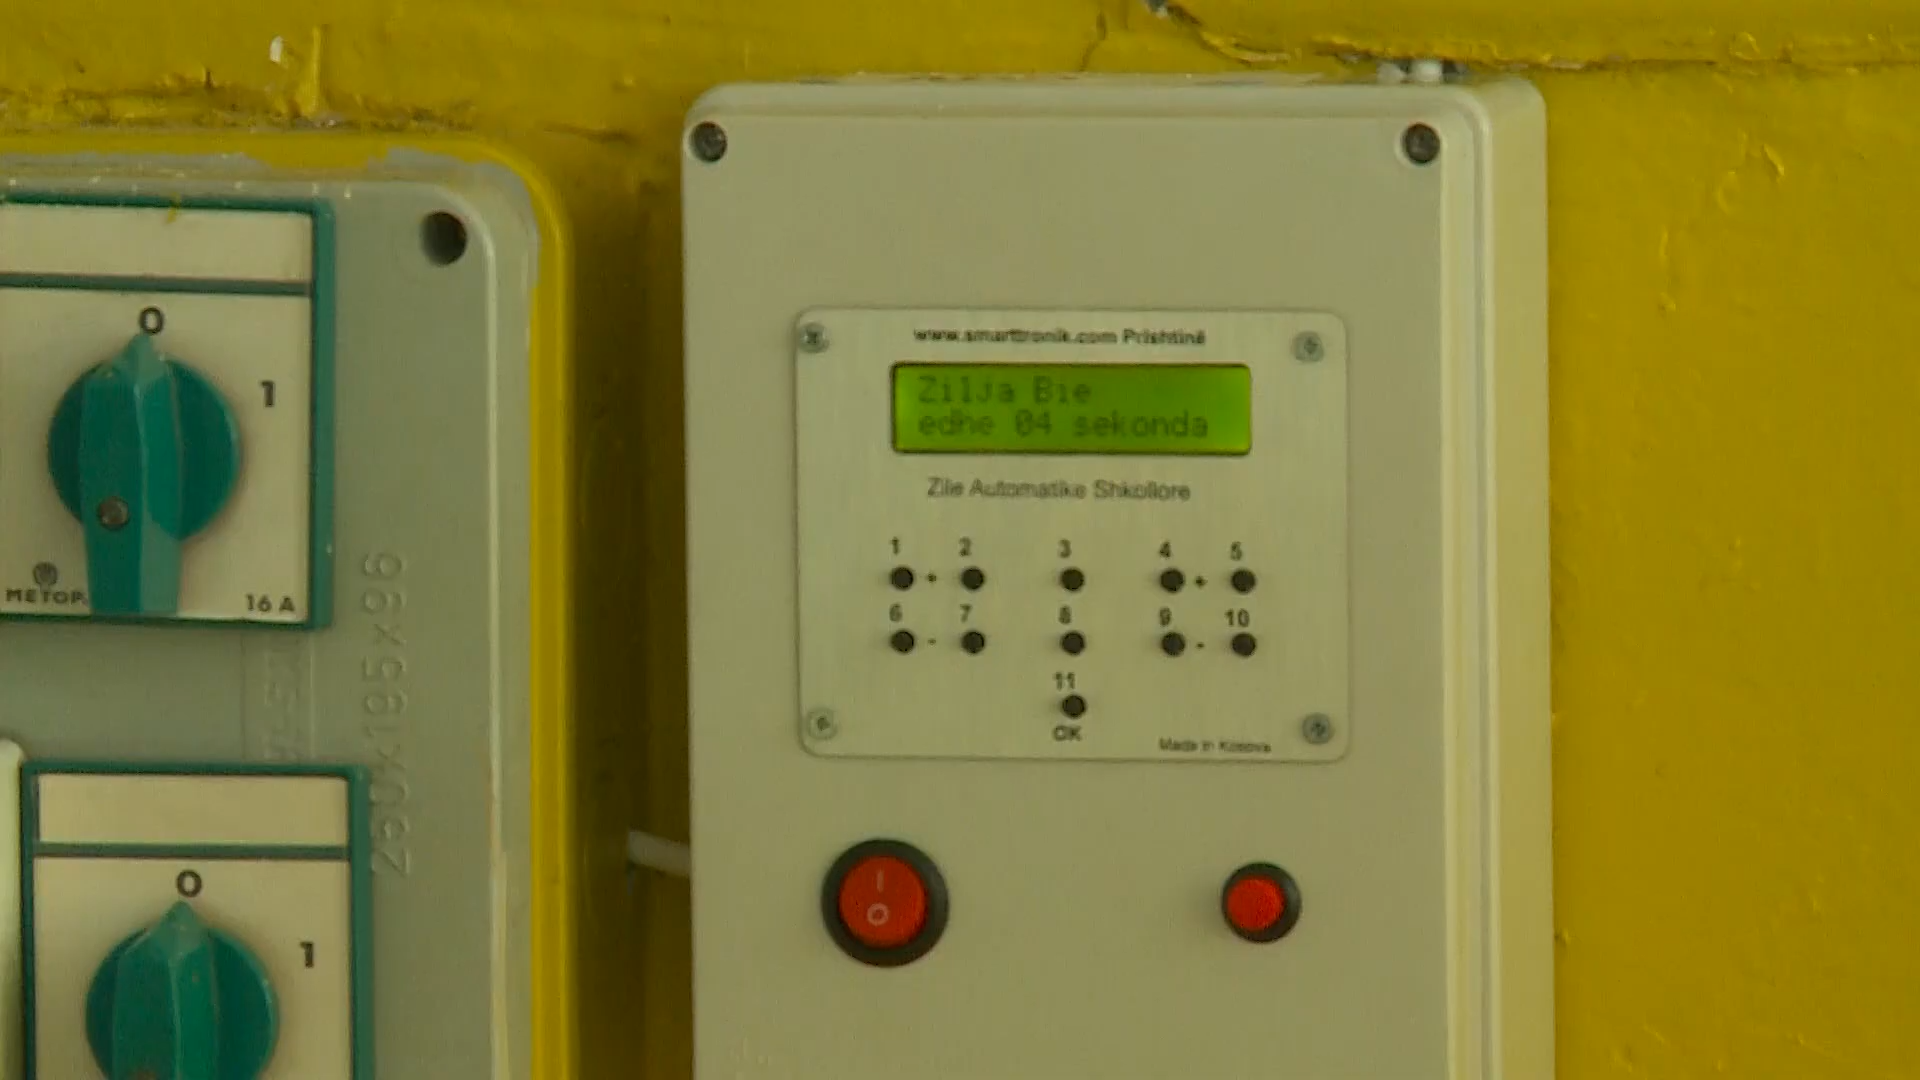 0
1
METOP
16 A
250x195x96
0
1
www.smarttronik.com Prishtinë
Zilja Bie
edhe 04 sekonda
Zile Automatike Shkollore
1 + 2 3 4 + 5
6 - 7 8 9 - 10
11
OK
Made in Kosova
I
O